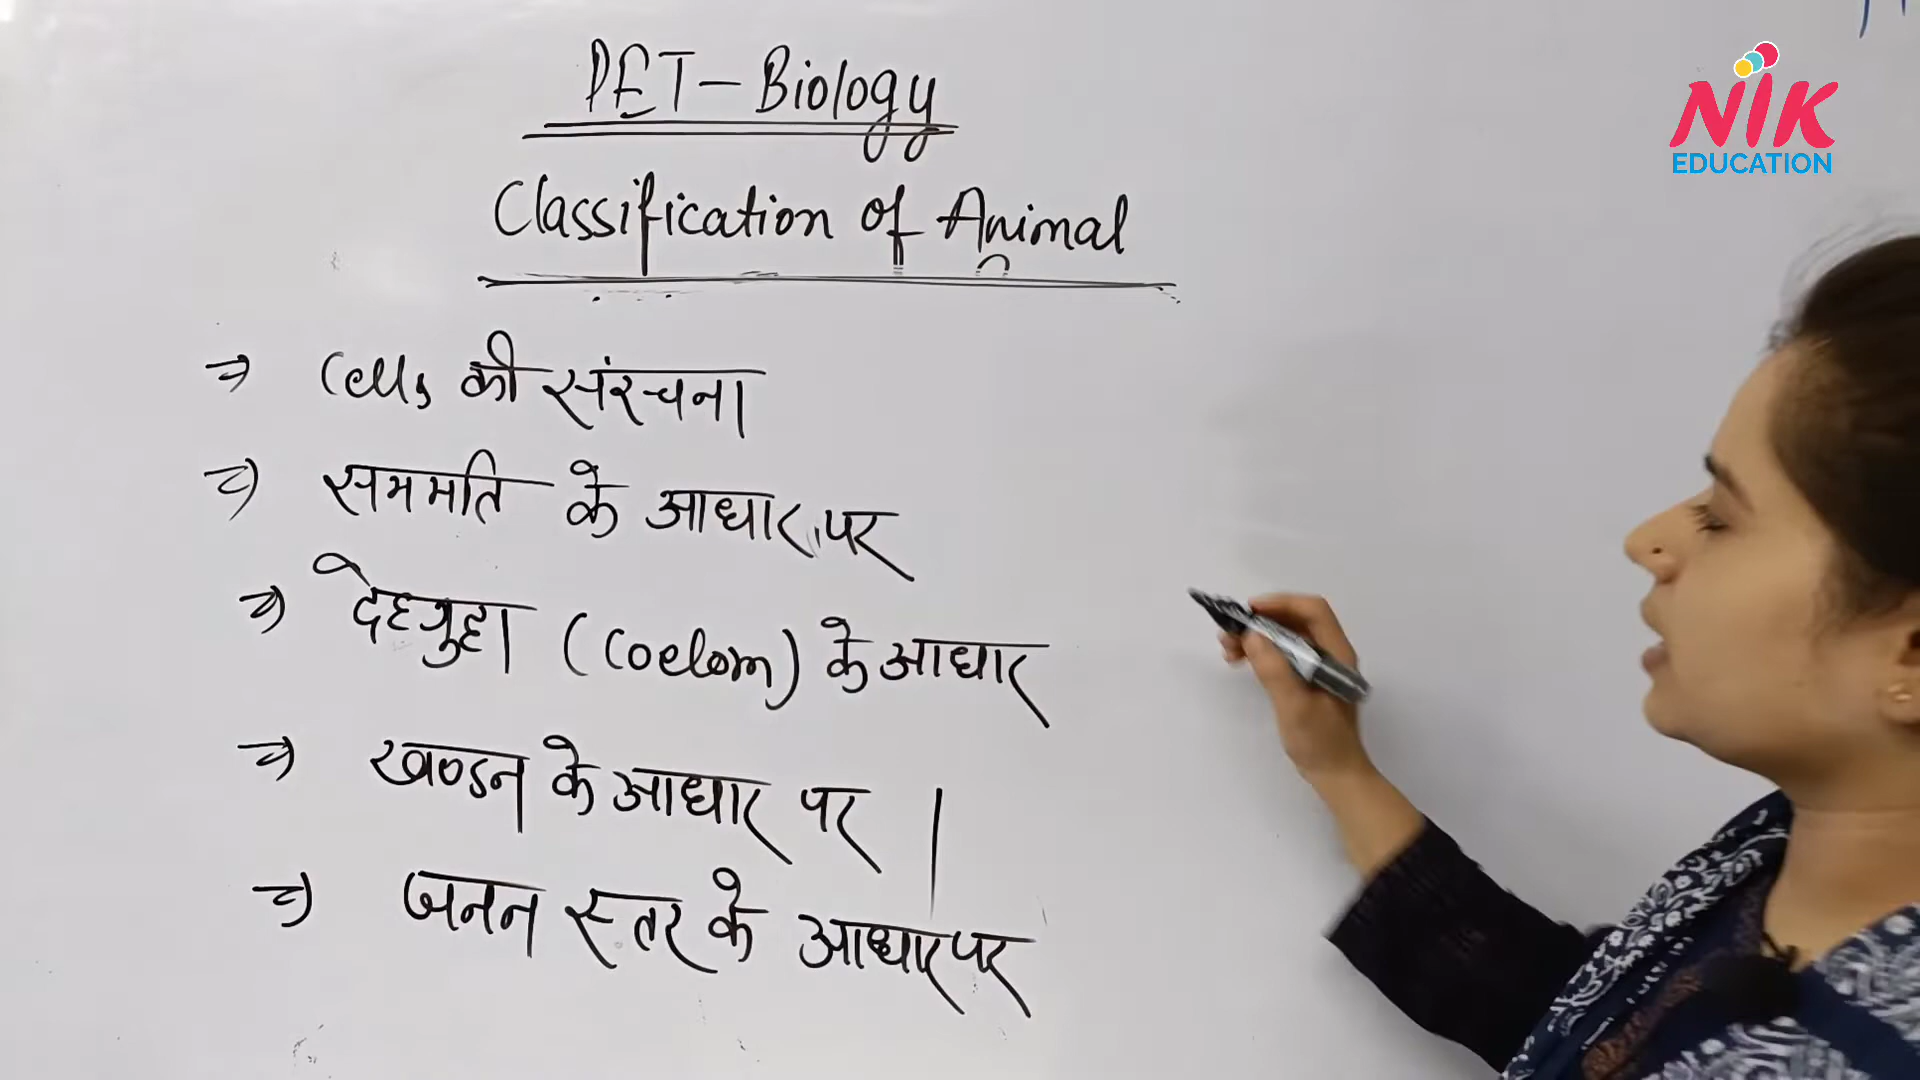 PET - Biology
NIK
EDUCATION
Classification of Animal
→ Cells की संरचना
→ सममति के आधार पर
→ देहगुहा (Coelom) के आधार
→ खण्डन के आधार पर |
→ जनन स्तर के आधार पर